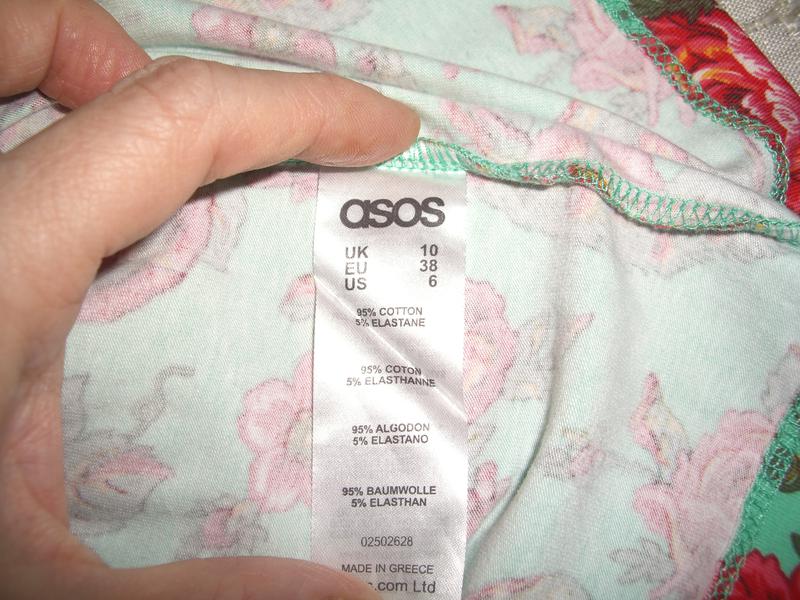 asos
UK 10
EU 38
US 6
95% COTTON
5% ELASTANE
95% COTON
5% ELASTHANNE
95% ALGODON
5% ELASTANO
95% BAUMWOLLE
5% ELASTHAN
02502628
MADE IN GREECE
.com Ltd